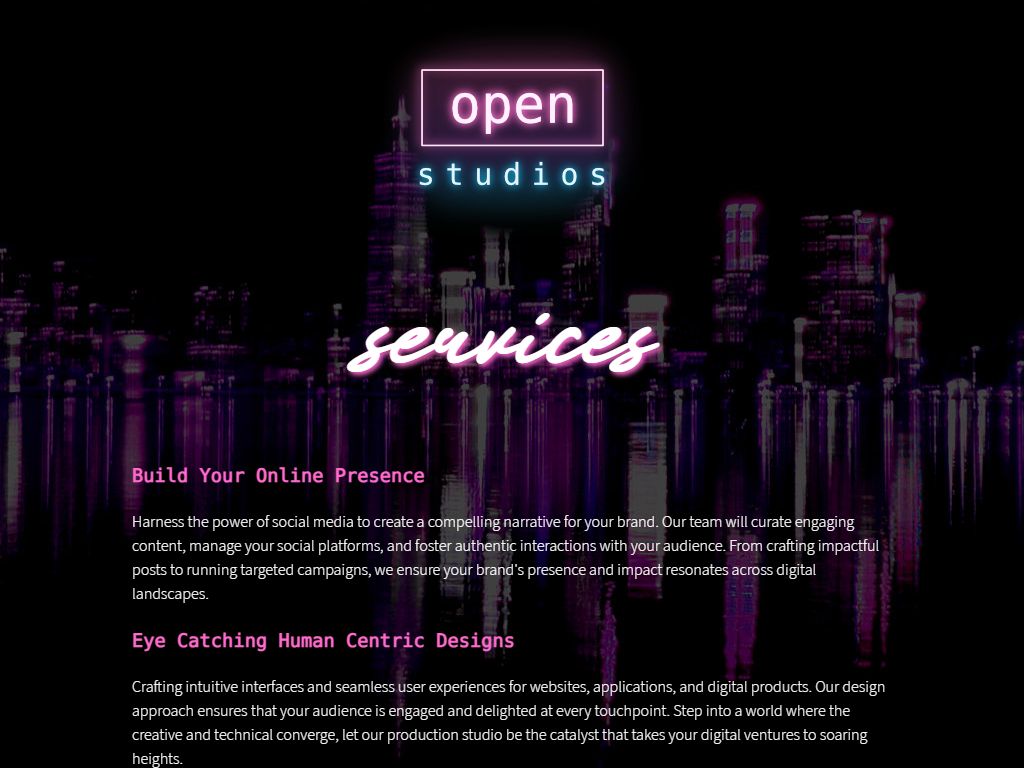 open
studios
services
Build Your Online Presence
Harness the power of social media to create a compelling narrative for your brand. Our team will curate engaging
content, manage your social platforms, and foster authentic interactions with your audience. From crafting impactful
posts to running targeted campaigns, we ensure your brand's presence and impact resonates across digital
landscapes.
Eye Catching Human Centric Designs
Crafting intuitive interfaces and seamless user experiences for websites, applications, and digital products. Our design
approach ensures that your audience is engaged and delighted at every touchpoint. Step into a world where the
creative and technical converge, let our production studio be the catalyst that takes your digital ventures to soaring
heights.